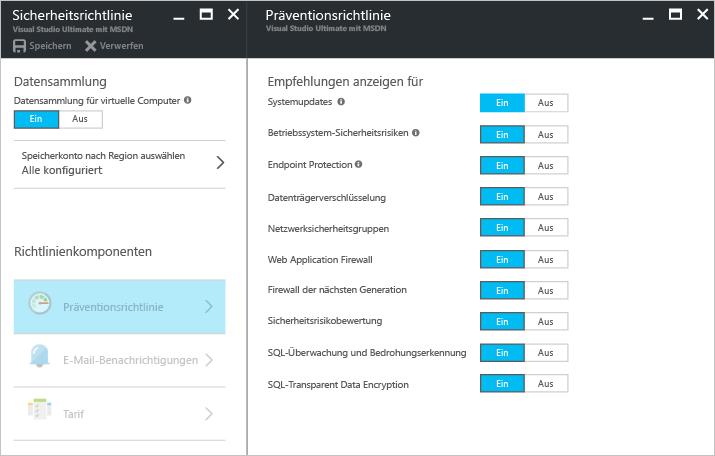 Sicherheitsrichtlinie
Visual Studio Ultimate mit MSDN
Speichern Verwerfen
Datensammlung
Datensammlung für virtuelle Computer
Ein Aus
Speicherkonto nach Region auswählen
Alle konfiguriert
Richtlinienkomponenten
Präventionsrichtlinie
E-Mail-Benachrichtigungen
Tarif
Präventionsrichtlinie
Visual Studio Ultimate mit MSDN
Empfehlungen anzeigen für
Systemupdates Ein Aus
Betriebssystem-Sicherheitsrisiken Ein Aus
Endpoint Protection Ein Aus
Datenträgerverschlüsselung Ein Aus
Netzwerksicherheitsgruppen Ein Aus
Web Application Firewall Ein Aus
Firewall der nächsten Generation Ein Aus
Sicherheitsrisikobewertung Ein Aus
SQL-Überwachung und Bedrohungserkennung Ein Aus
SQL-Transparent Data Encryption Ein Aus